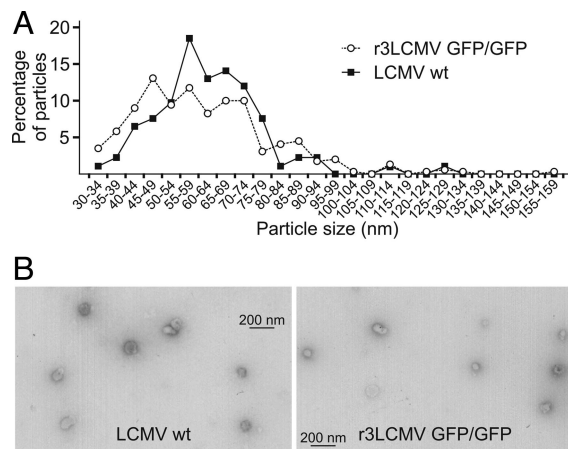 A
Percentage
of particles
20
15
10
5
r3LCMV GFP/GFP
LCMV wt
30-34
35-39
40-44
45-49
50-54
55-59
60-64
65-69
70-74
75-79
80-84
85-89
90-94
95-99
100-104
105-109
110-114
115-119
120-124
125-129
130-134
135-139
140-144
145-149
150-154
155-159
Particle size (nm)
B
200 nm
LCMV wt
200 nm
r3LCMV GFP/GFP